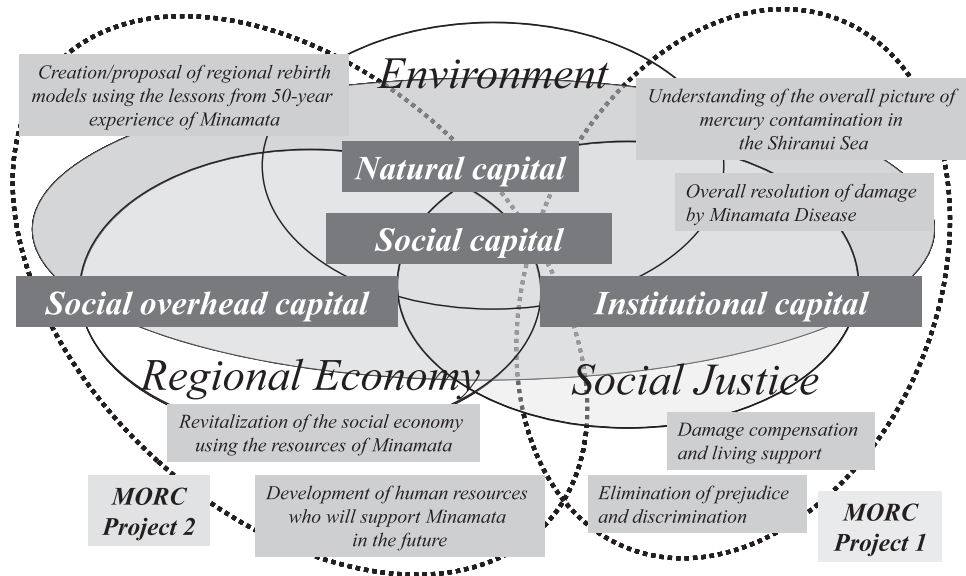 Environment
Creation/proposal of regional rebirth
models using the lessons from 50-year
experience of Minamata
Understanding of the overall picture of
mercury contamination in
the Shiranui Sea
Natural capital
Overall resolution of damage
by Minamata Disease
Social capital
Social overhead capital
Institutional capital
Regional Economy
Social Justice
Revitalization of the social economy
using the resources of Minamata
Damage compensation
and living support
MORC
Project 2
Development of human resources
who will support Minamata
in the future
Elimination of prejudice
and discrimination
MORC
Project 1